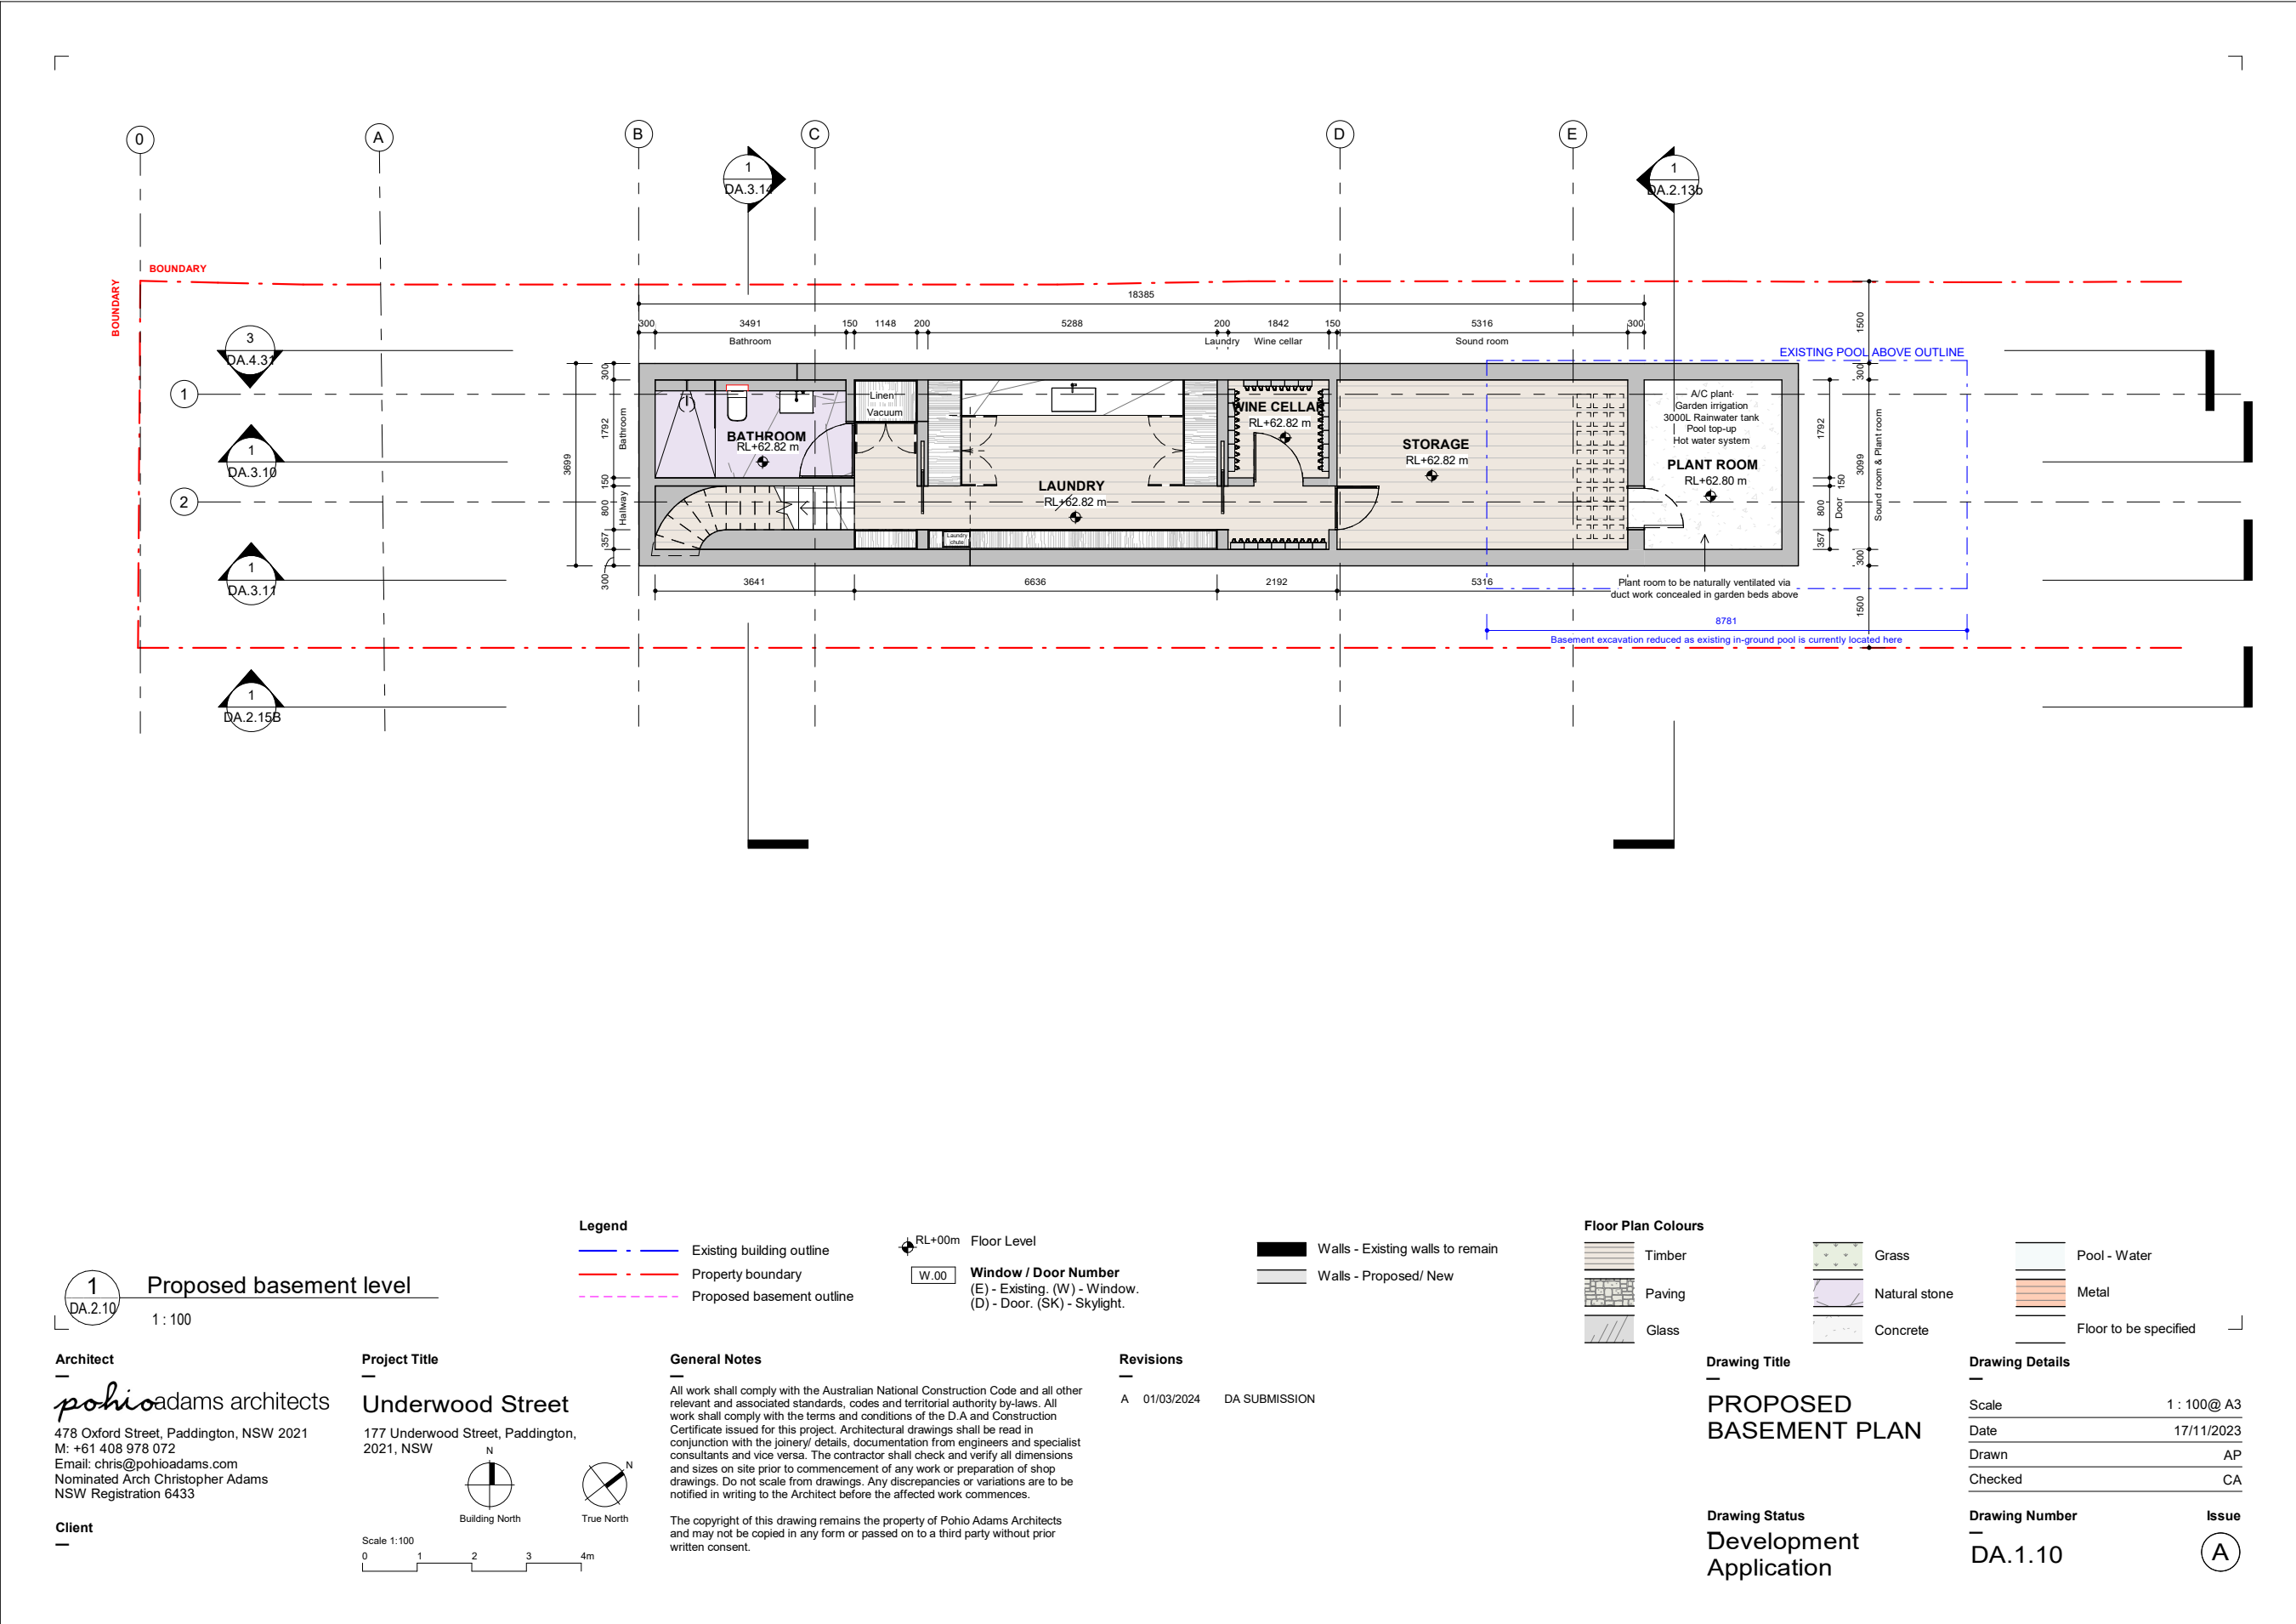 0
A
B
C
D
E
1
DA.3.14
1
DA.2.13b
BOUNDARY
BOUNDARY
18385
300
3491
150
1148
200
5288
200
1842
150
5316
300
Bathroom
Laundry
Wine cellar
Sound room
1500
3
DA.4.31
EXISTING POOL ABOVE OUTLINE
1
1
DA.3.10
2
1
DA.3.11
1
DA.2.15B
3699
300
1792
150
800
357
300
Bathroom
Hallway
Linen
Vacuum
BATHROOM
RL+62.82 m
WINE CELLAR
RL+62.82 m
STORAGE
RL+62.82 m
LAUNDRY
RL+62.82 m
Laundry
chute
A/C plant
Garden irrigation
3000L Rainwater tank
Pool top-up
Hot water system
PLANT ROOM
RL+62.80 m
1792
150
800
357
Door
300
3099
300
1500
Sound room & Plant room
3641
6636
2192
5316
Plant room to be naturally ventilated via
duct work concealed in garden beds above
8781
Basement excavation reduced as existing in-ground pool is currently located here
Legend
Existing building outline
Property boundary
Proposed basement outline
RL+00m
Floor Level
W.00
Window / Door Number
(E) - Existing. (W) - Window.
(D) - Door. (SK) - Skylight.
Walls - Existing walls to remain
Walls - Proposed/ New
Floor Plan Colours
Timber
Grass
Pool - Water
Paving
Natural stone
Metal
Glass
Concrete
Floor to be specified
1
DA.2.10
Proposed basement level
1 : 100
Architect
pohio adams architects
478 Oxford Street, Paddington, NSW 2021
M: +61 408 978 072
Email: chris@pohioadams.com
Nominated Arch Christopher Adams
NSW Registration 6433
Client
Project Title
Underwood Street
177 Underwood Street, Paddington,
2021, NSW
N
Building North
N
True North
Scale 1:100
0 1 2 3 4m
General Notes
All work shall comply with the Australian National Construction Code and all other
relevant and associated standards, codes and territorial authority by-laws. All
work shall comply with the terms and conditions of the D.A and Construction
Certificate issued for this project. Architectural drawings shall be read in
conjunction with the joinery/ details, documentation from engineers and specialist
consultants and vice versa. The contractor shall check and verify all dimensions
and sizes on site prior to commencement of any work or preparation of shop
drawings. Do not scale from drawings. Any discrepancies or variations are to be
notified in writing to the Architect before the affected work commences.
The copyright of this drawing remains the property of Pohio Adams Architects
and may not be copied in any form or passed on to a third party without prior
written consent.
Revisions
A 01/03/2024 DA SUBMISSION
Drawing Title
PROPOSED
BASEMENT PLAN
Drawing Details
Scale 1 : 100@ A3
Date 17/11/2023
Drawn AP
Checked CA
Drawing Status
Development
Application
Drawing Number
DA.1.10
Issue
A